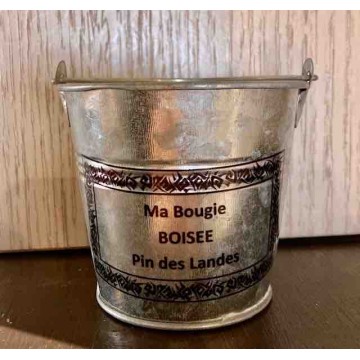 Ma Bougie
BOISEE
Pin des Landes